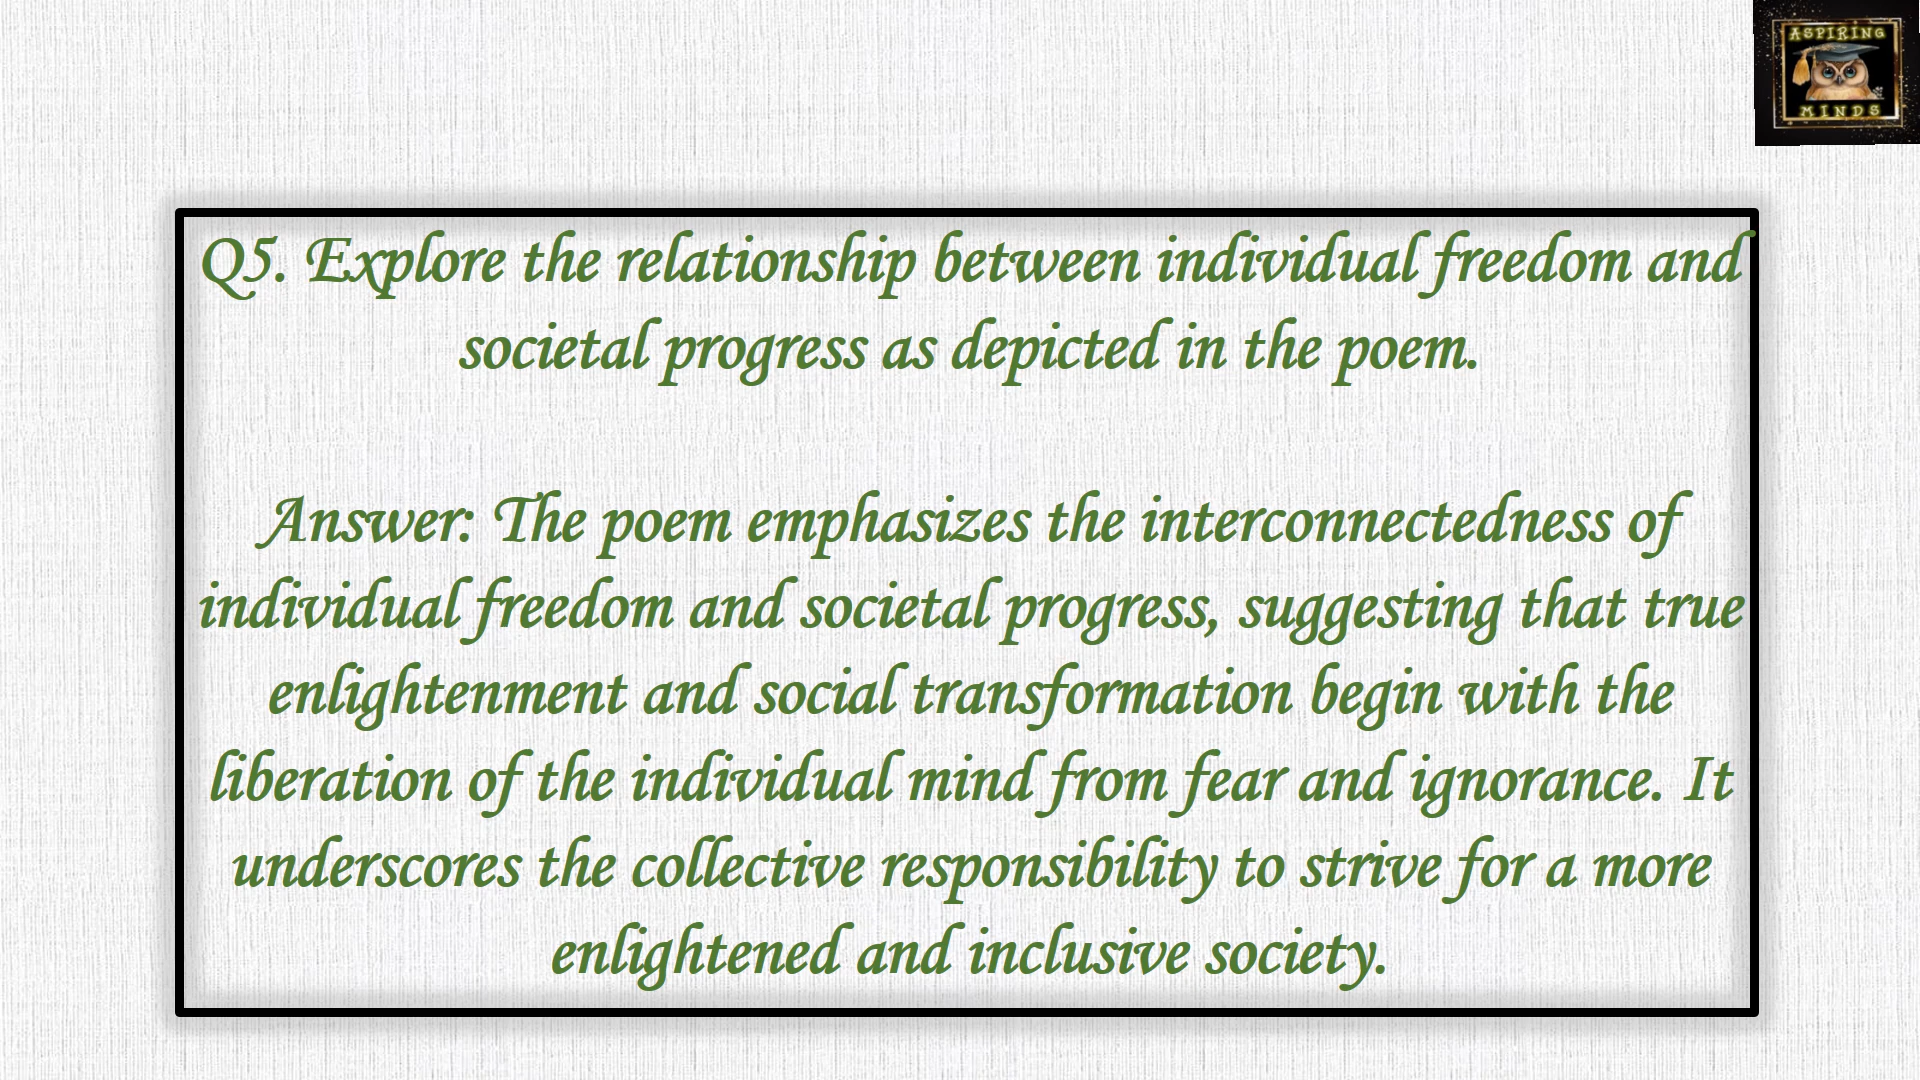 ASPIRING
MINDS
Q5. Explore the relationship between individual freedom and
societal progress as depicted in the poem.
Answer: The poem emphasizes the interconnectedness of
individual freedom and societal progress, suggesting that true
enlightenment and social transformation begin with the
liberation of the individual mind from fear and ignorance. It
underscores the collective responsibility to strive for a more
enlightened and inclusive society.